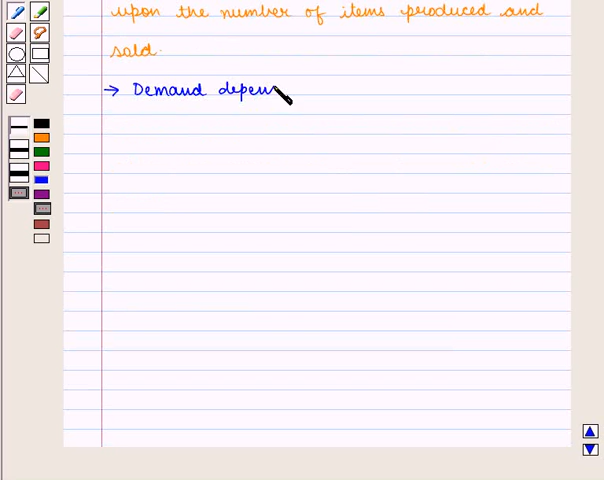 upon the number of items produced and
sold.
→ Demand depen